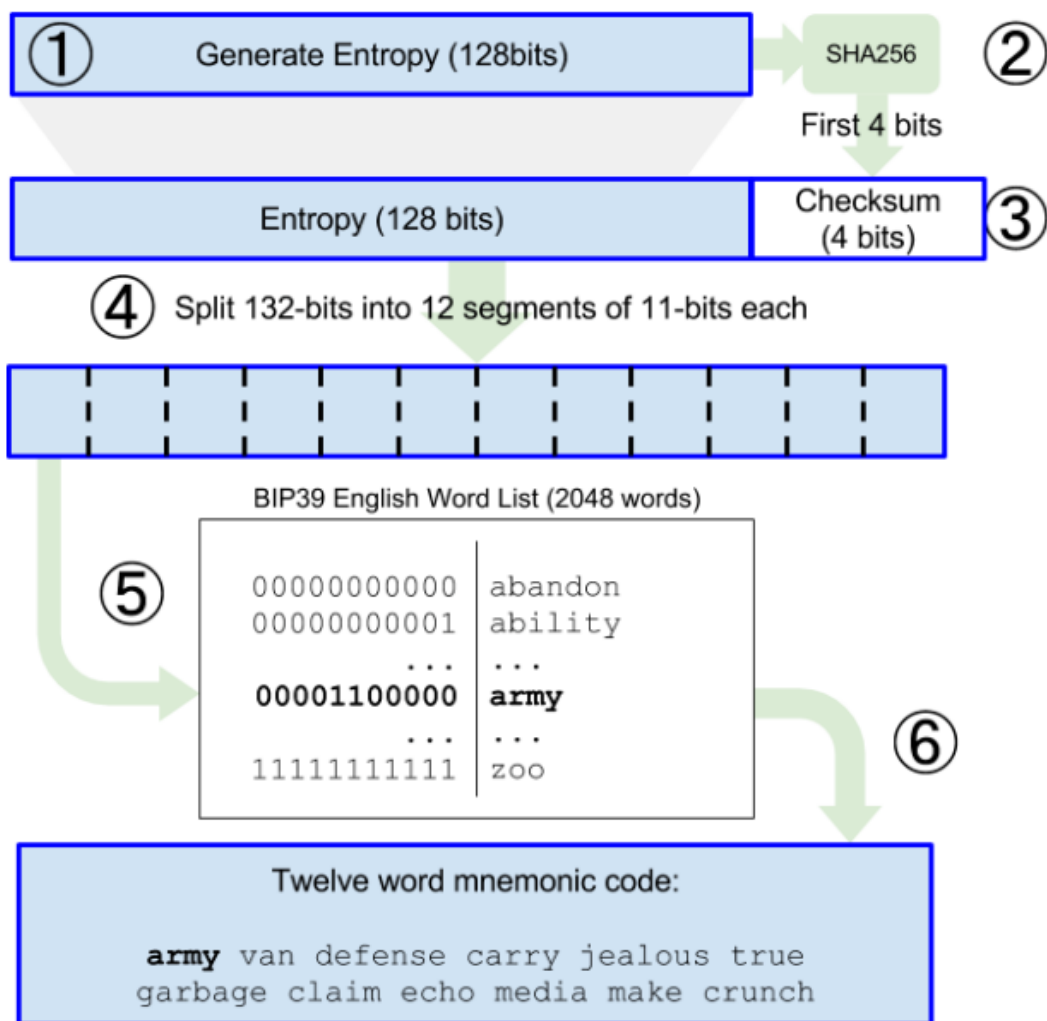 ① Generate Entropy (128bits) SHA256 ②
First 4 bits
Entropy (128 bits) Checksum ③
(4 bits)
④ Split 132-bits into 12 segments of 11-bits each
BIP39 English Word List (2048 words)
⑤
00000000000 abandon
00000000001 ability
... ...
00001100000 army
... ...
11111111111 zoo
⑥
Twelve word mnemonic code:
army van defense carry jealous true
garbage claim echo media make crunch